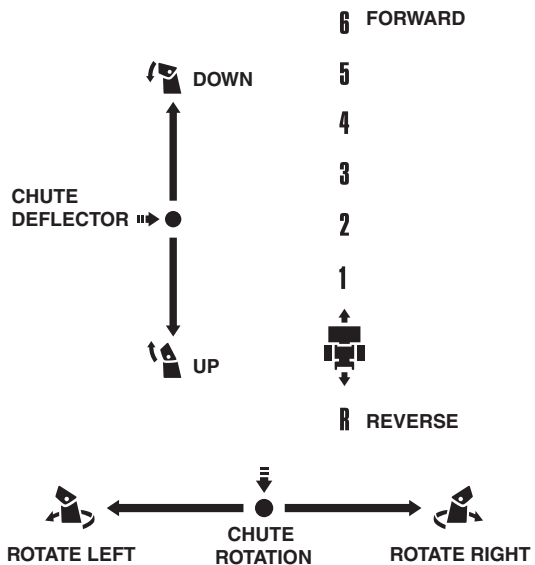 6 FORWARD
5
DOWN
4
3
CHUTE
DEFLECTOR
2
1
UP
R REVERSE
ROTATE LEFT
CHUTE
ROTATION
ROTATE RIGHT